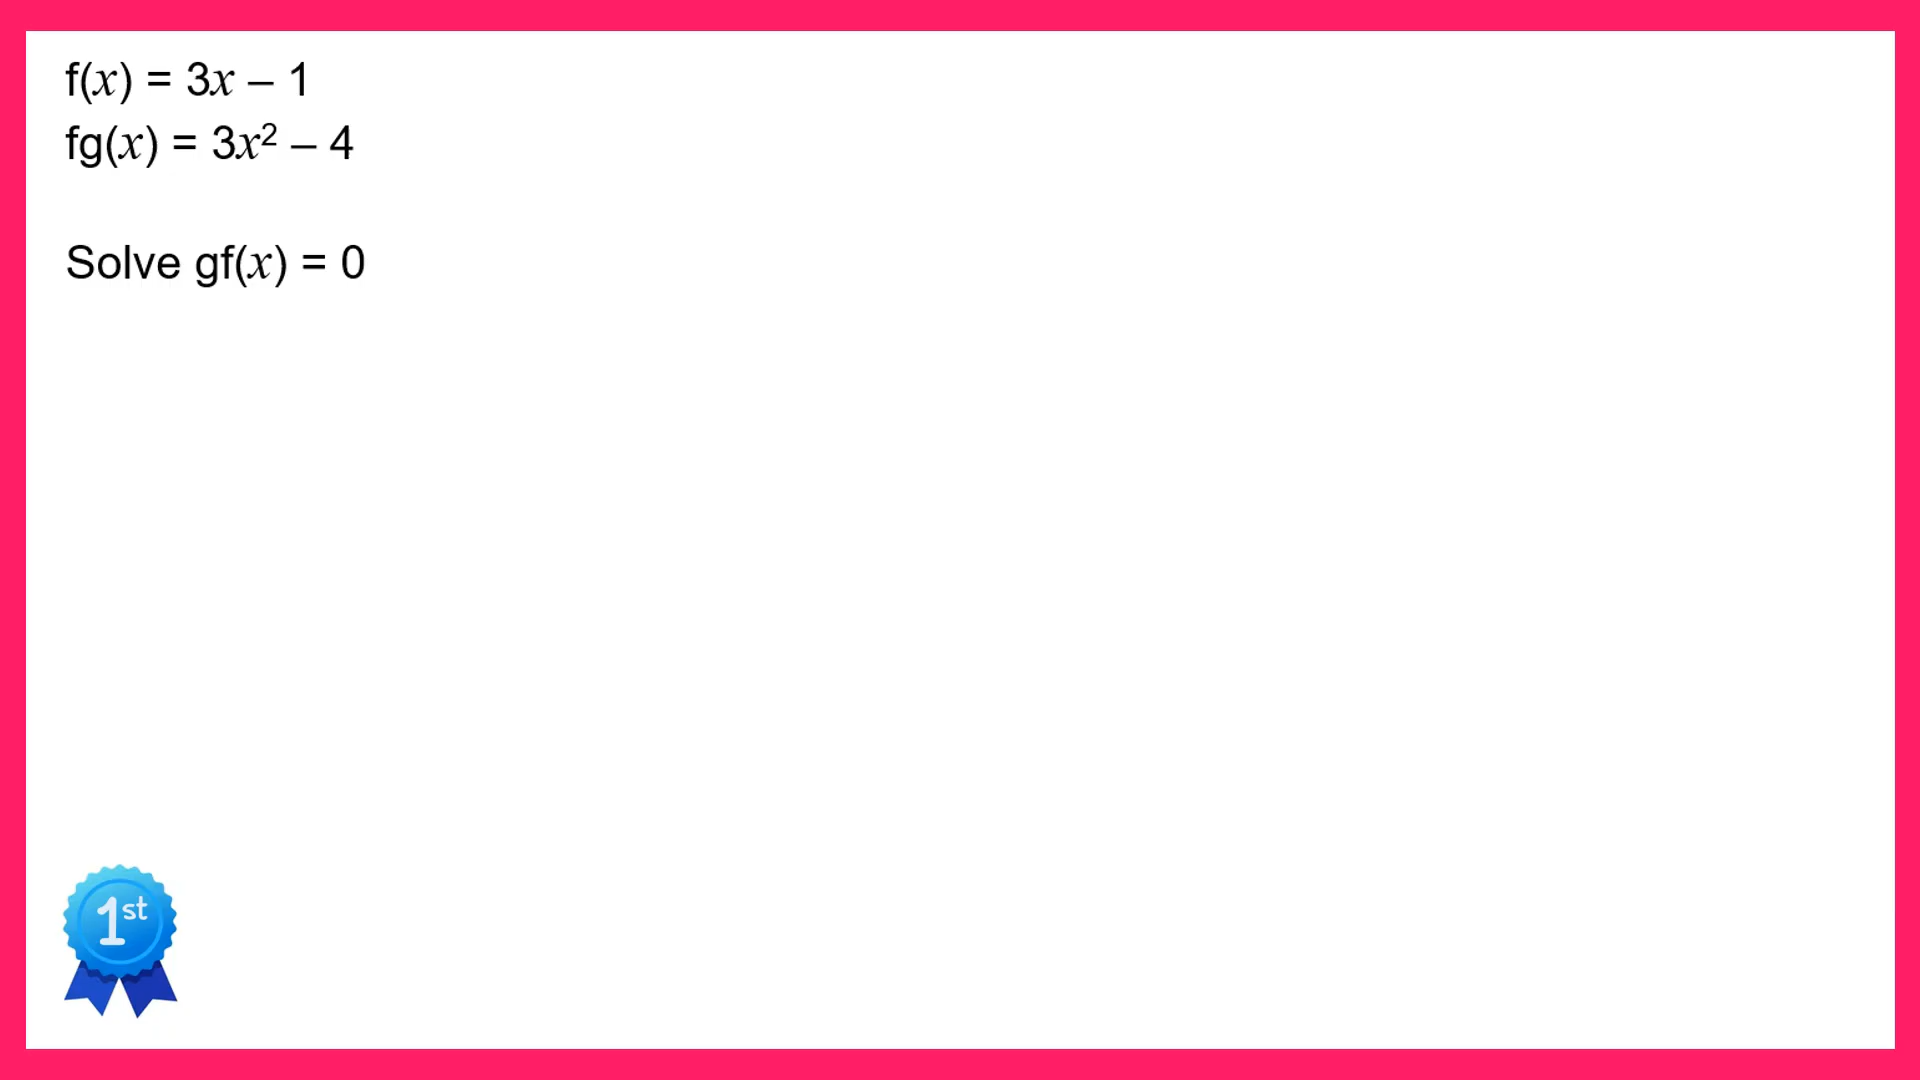 f(x) = 3x – 1
fg(x) = 3x² – 4
Solve gf(x) = 0
1st